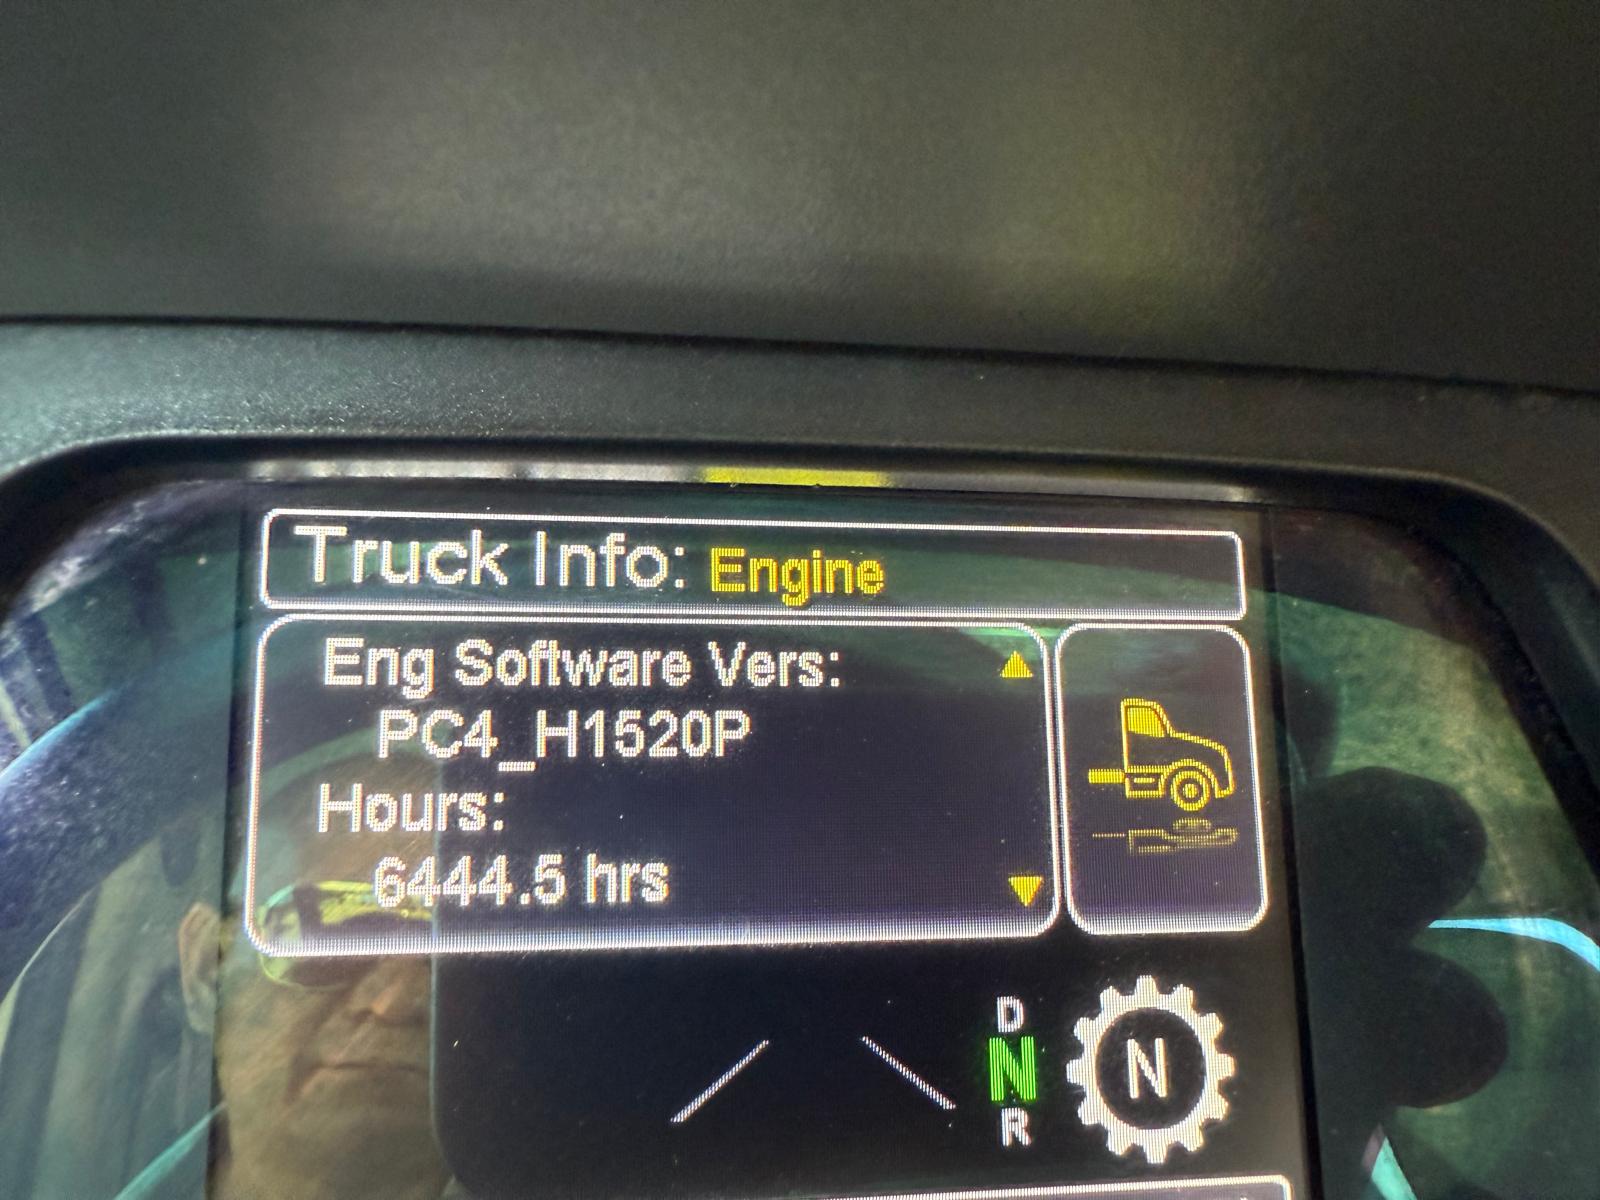 Truck Info: Engine
Eng Software Vers:
PC4_H1520P
Hours:
6444.5 hrs
D
N
R
N